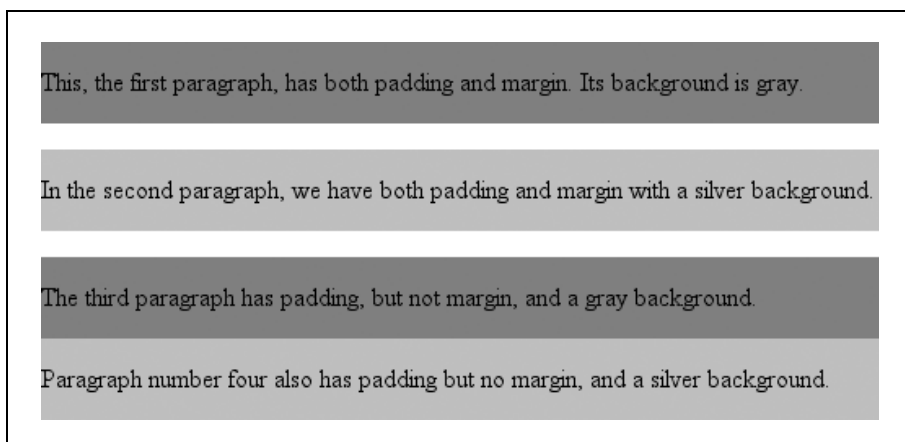 This, the first paragraph, has both padding and margin. Its background is gray.
In the second paragraph, we have both padding and margin with a silver background.
The third paragraph has padding, but not margin, and a gray background.
Paragraph number four also has padding but no margin, and a silver background.